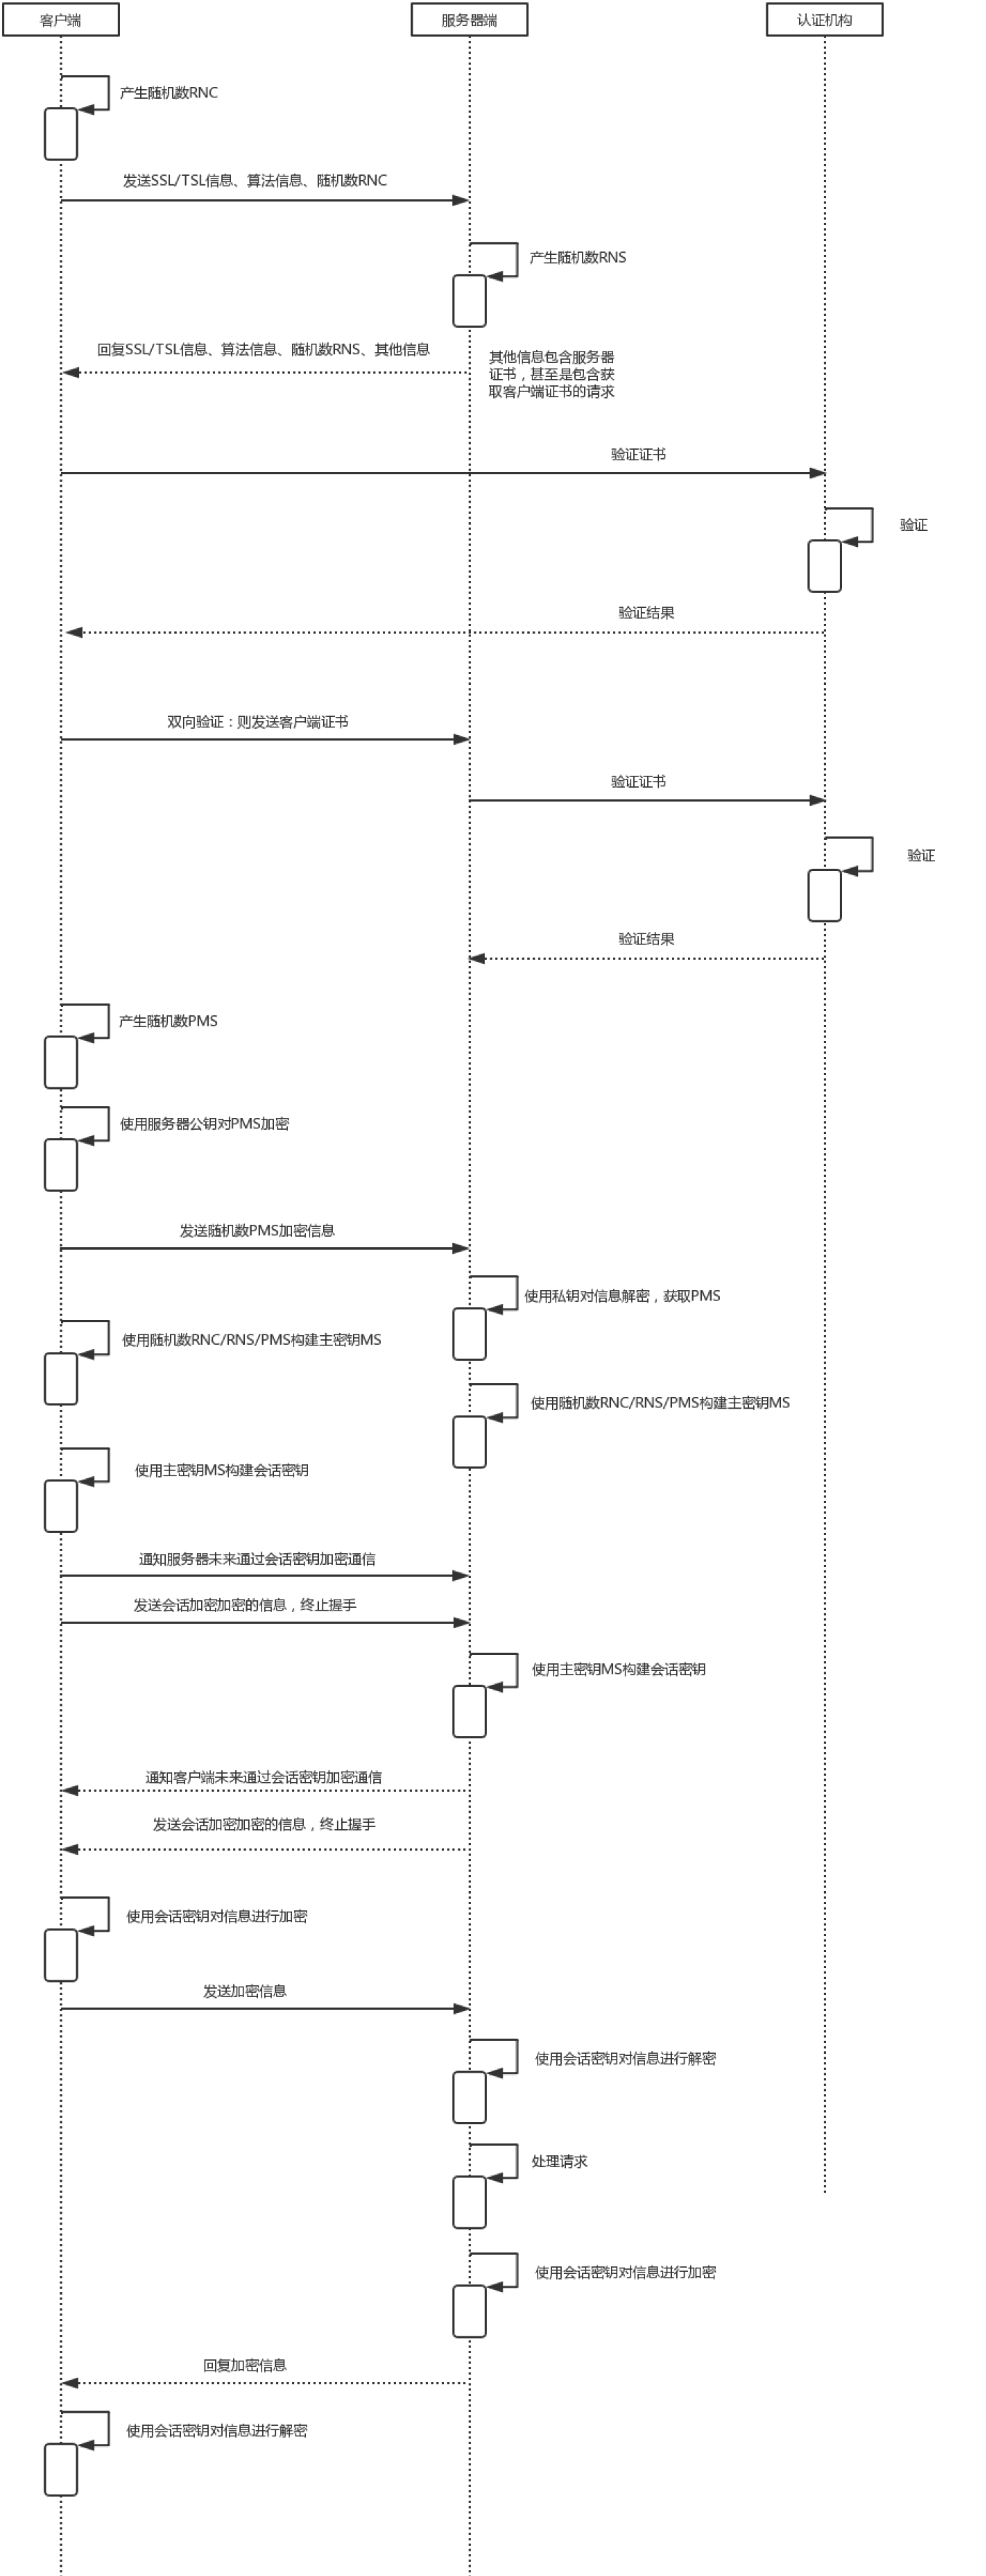 客户端
服务器端
认证机构
产生随机数RNC
发送SSL/TSL信息、算法信息、随机数RNC
产生随机数RNS
回复SSL/TSL信息、算法信息、随机数RNS、其他信息
其他信息包含服务器
证书，甚至是包含获
取客户端证书的请求
验证证书
验证
验证结果
双向验证：则发送客户端证书
验证证书
验证
验证结果
产生随机数PMS
使用服务器公钥对PMS加密
发送随机数PMS加密信息
使用私钥对信息解密，获取PMS
使用随机数RNC/RNS/PMS构建主密钥MS
使用随机数RNC/RNS/PMS构建主密钥MS
使用主密钥MS构建会话密钥
通知服务器未来通过会话密钥加密通信
发送会话加密加密的信息，终止握手
使用主密钥MS构建会话密钥
通知客户端未来通过会话密钥加密通信
发送会话加密加密的信息，终止握手
使用会话密钥对信息进行加密
发送加密信息
使用会话密钥对信息进行解密
处理请求
使用会话密钥对信息进行加密
回复加密信息
使用会话密钥对信息进行解密